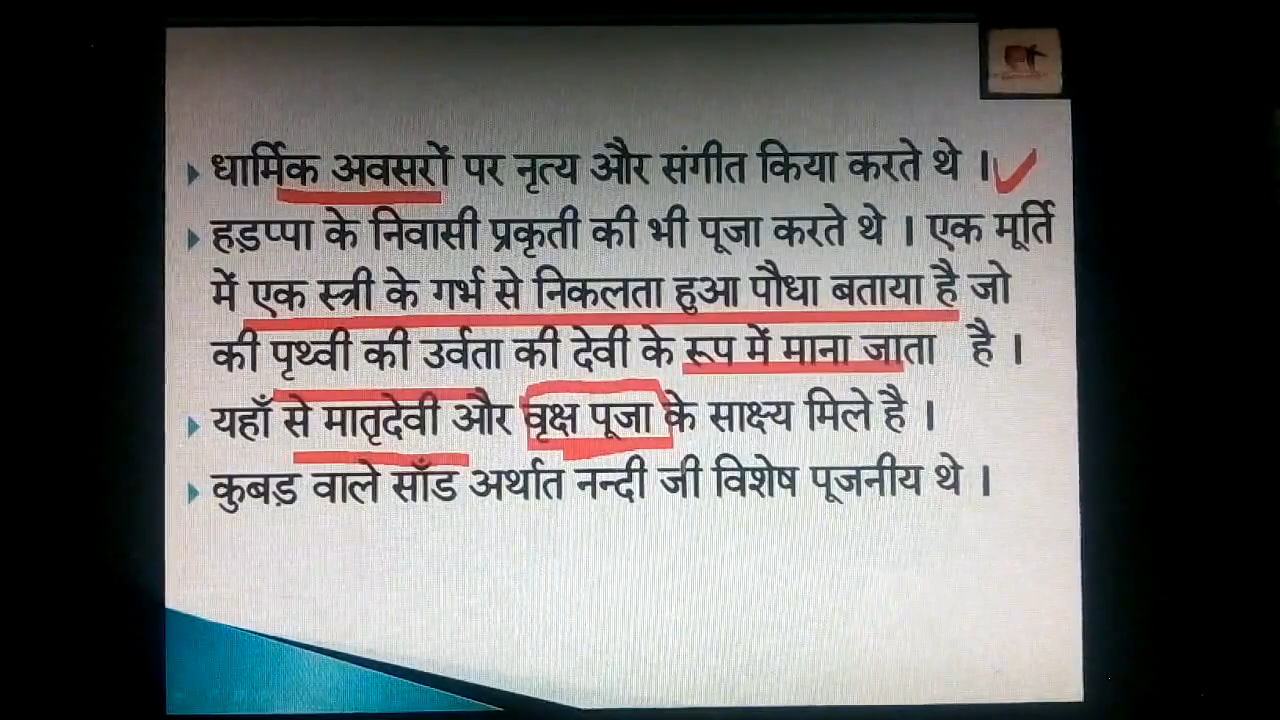 धार्मिक अवसरों पर नृत्य और संगीत किया करते थे ।
हड़प्पा के निवासी प्रकृती की भी पूजा करते थे । एक मूर्ति
में एक स्त्री के गर्भ से निकलता हुआ पौधा बताया है जो
की पृथ्वी की उर्वता की देवी के रूप में माना जाता है ।
यहाँ से मातृदेवी और वृक्ष पूजा के साक्ष्य मिले है ।
कुबड़ वाले साँड अर्थात नन्दी जी विशेष पूजनीय थे ।